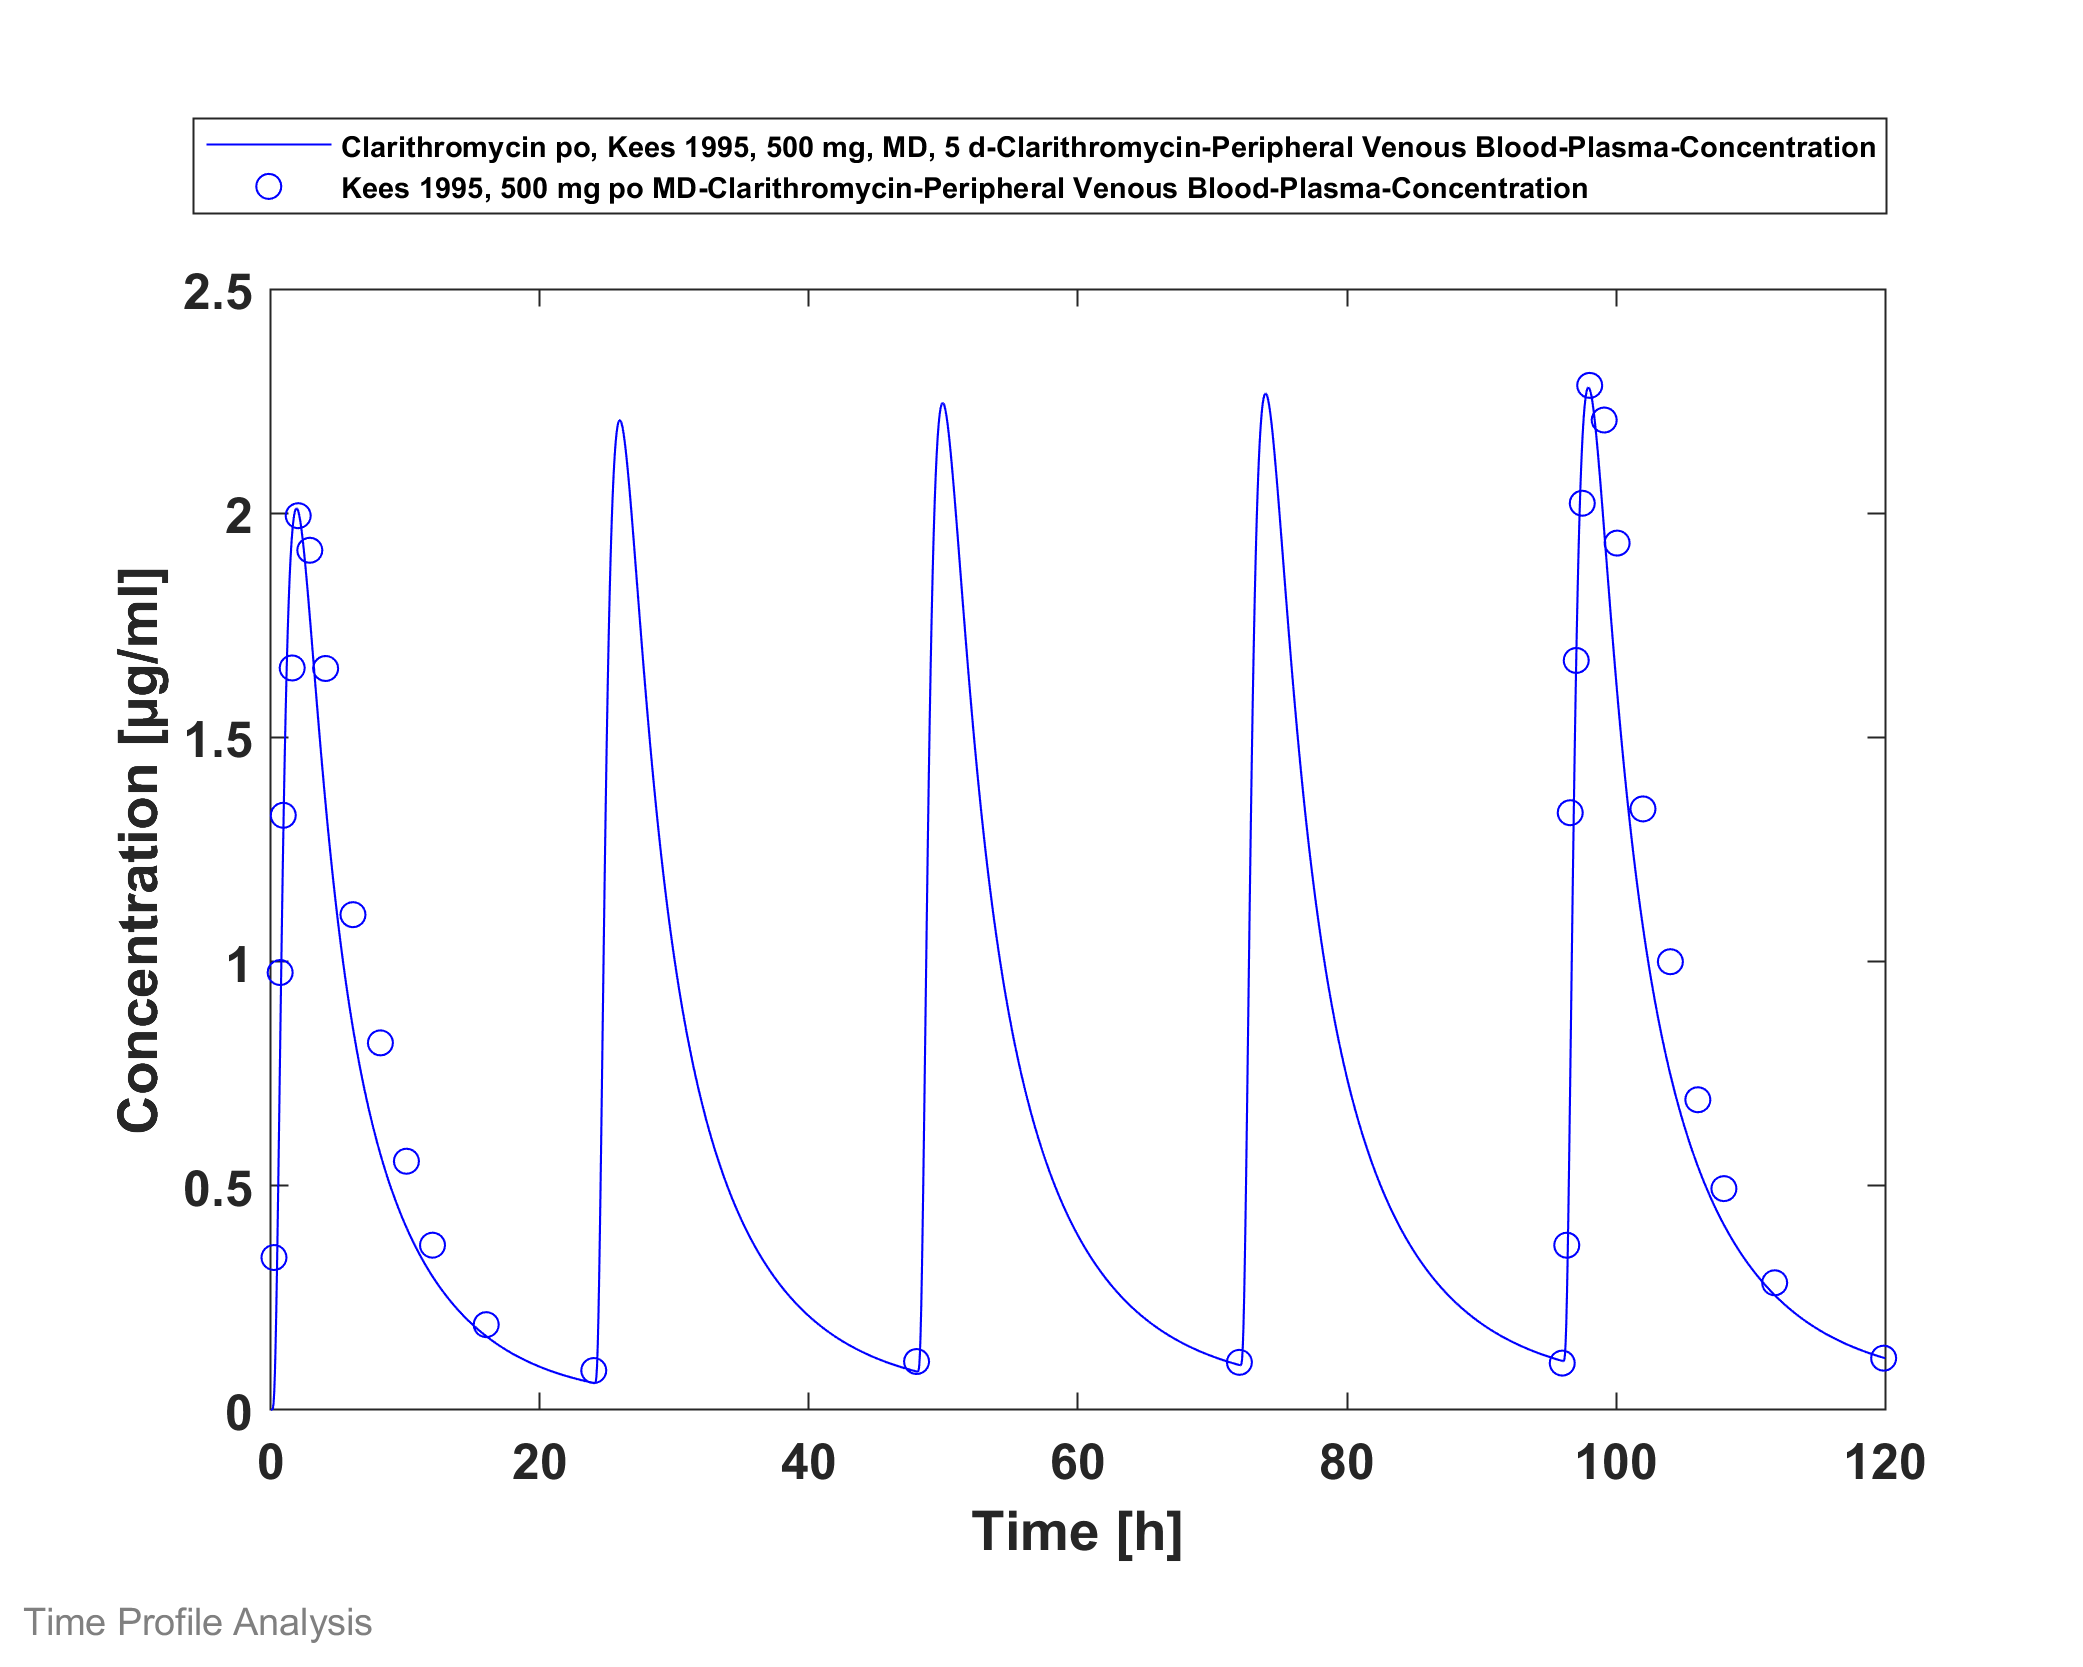 Clarithromycin po, Kees 1995, 500 mg, MD, 5 d-Clarithromycin-Peripheral Venous Blood-Plasma-Concentration
Kees 1995, 500 mg po MD-Clarithromycin-Peripheral Venous Blood-Plasma-Concentration
2.5
2
1.5
1
0.5
0
Concentration [µg/ml]
0 20 40 60 80 100 120
Time [h]
Time Profile Analysis